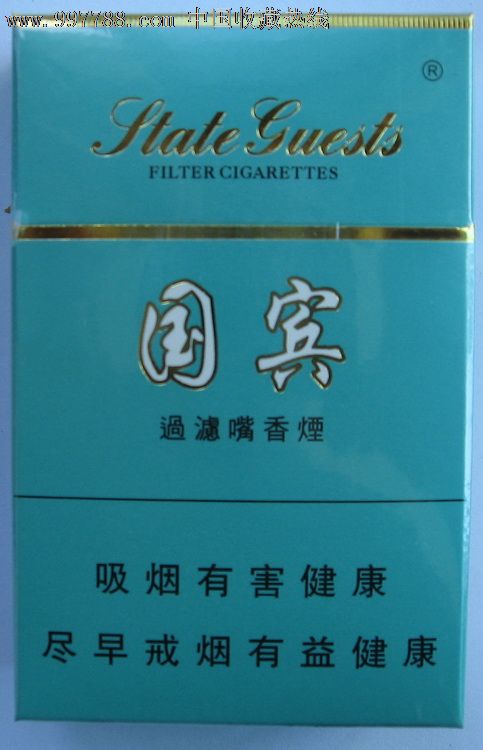 www.997788.com 中国收藏热线
®
State Guests
FILTER CIGARETTES
国宾
過濾嘴香煙
吸烟有害健康
尽早戒烟有益健康